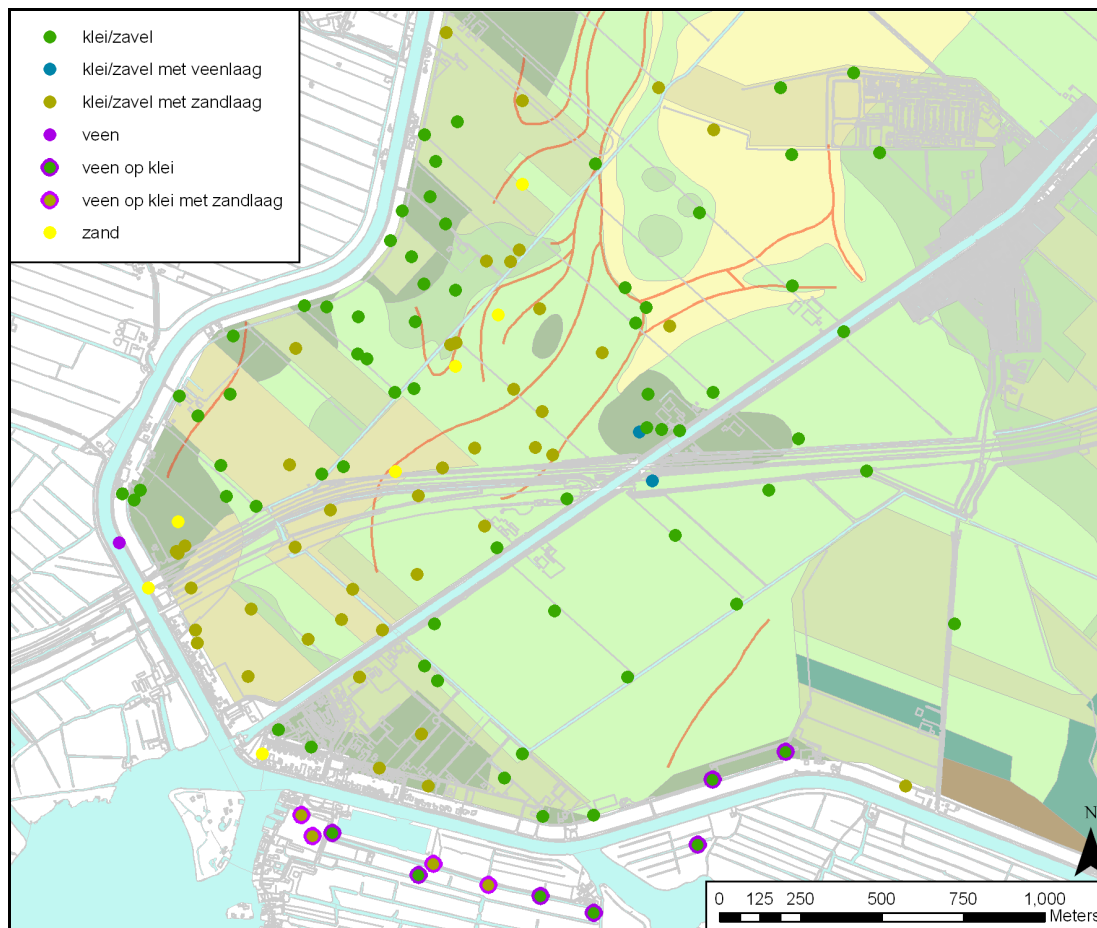 klei/zavel
klei/zavel met veenlaag
klei/zavel met zandlaag
veen
veen op klei
veen op klei met zandlaag
zand
N
0 125 250 500 750 1,000
Meters